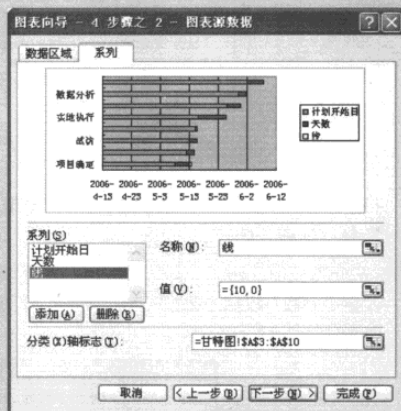 图表向导 - 4 步骤之 2 - 图表源数据
数据区域 系列
数据分析
实地执行
项目确定
计划开始日
天数
线
2006-4-13 2006-4-23 2006-5-3 2006-5-13 2006-5-23 2006-6-2 2006-6-12
系列(S)
计划开始日
天数
名称(N): 线
值(V): ={10, 0}
添加(A) 删除(R)
分类(X)轴标志(T): =甘特图!$A$3:$A$10
取消 < 上一步(B) 下一步(N) > 完成(F)